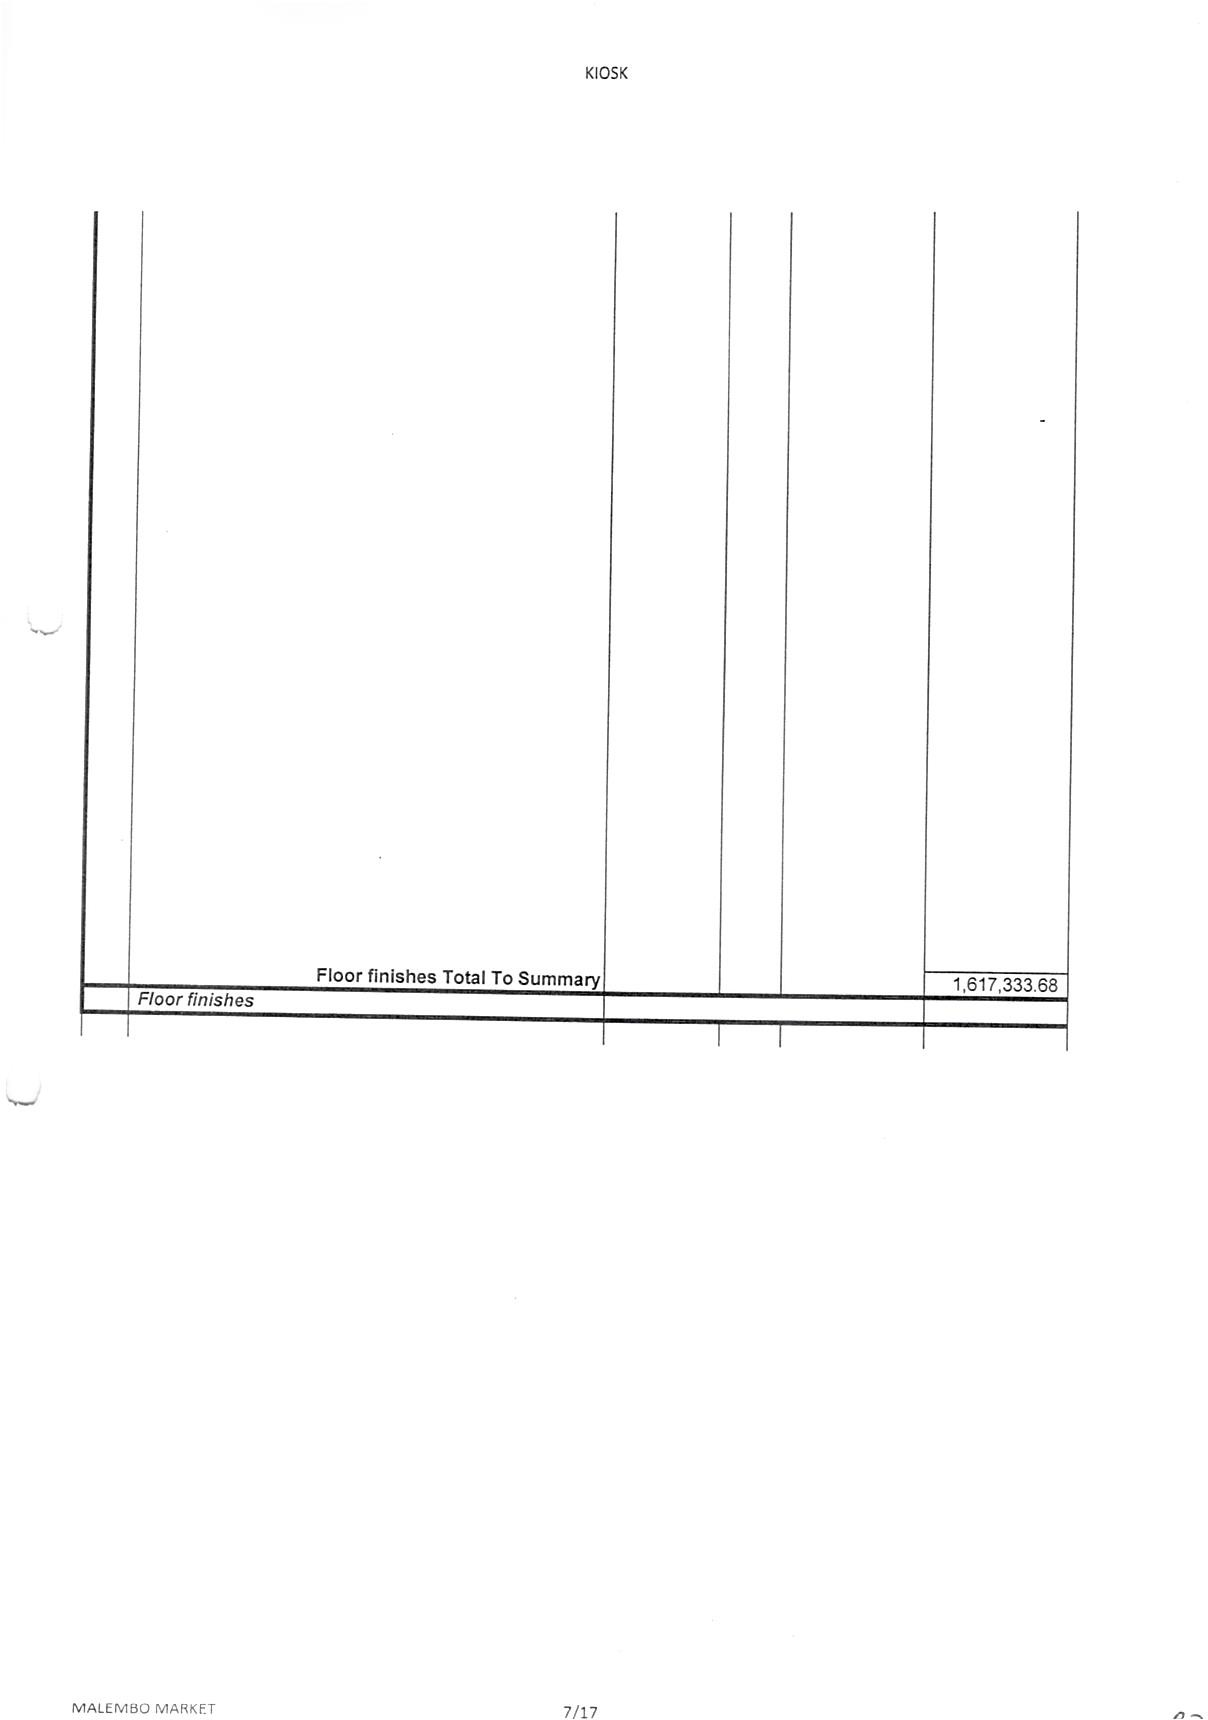 KIOSK
-
Floor finishes Total To Summary 1,617,333.68
Floor finishes
MALEMBO MARKET 7/17